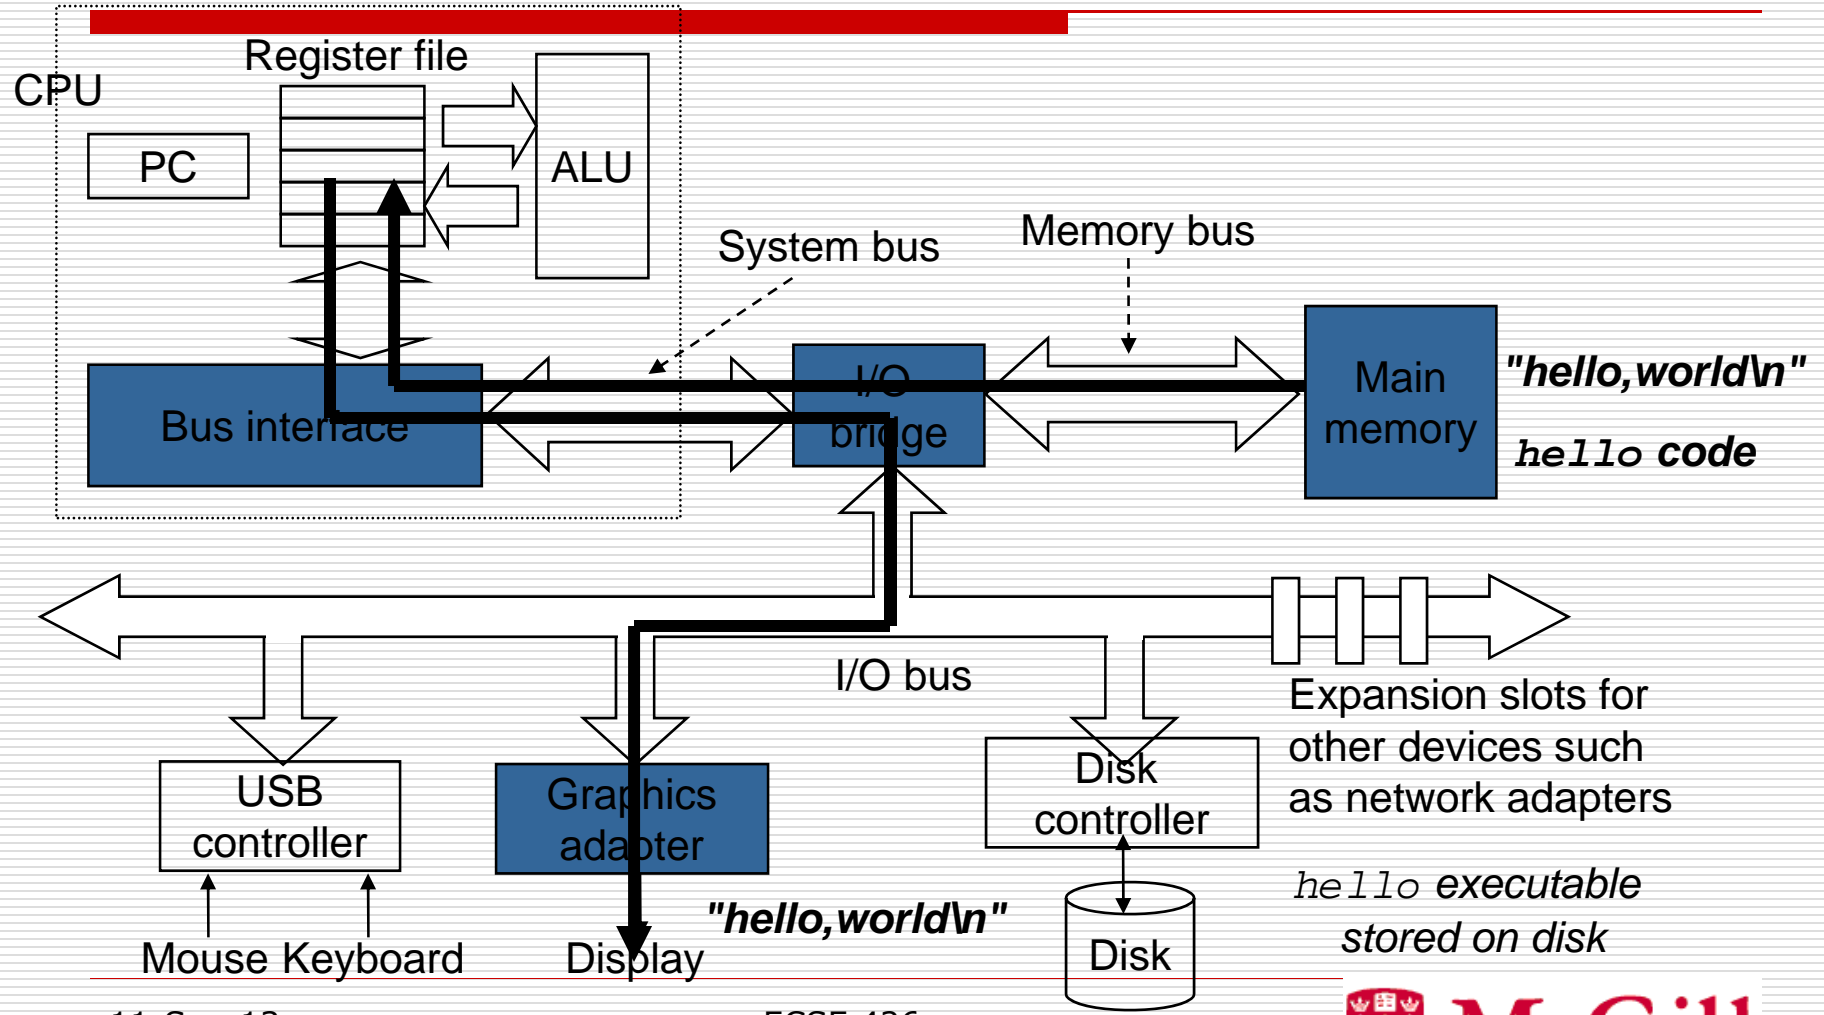 Register file
CPU
PC
ALU
System bus
Memory bus
Bus interface
I/O
bridge
Main
memory
"hello,world\n"
hello code
I/O bus
Expansion slots for
other devices such
as network adapters
USB
controller
Graphics
adapter
Disk
controller
hello executable
stored on disk
"hello,world\n"
Mouse Keyboard
Display
Disk
McGill